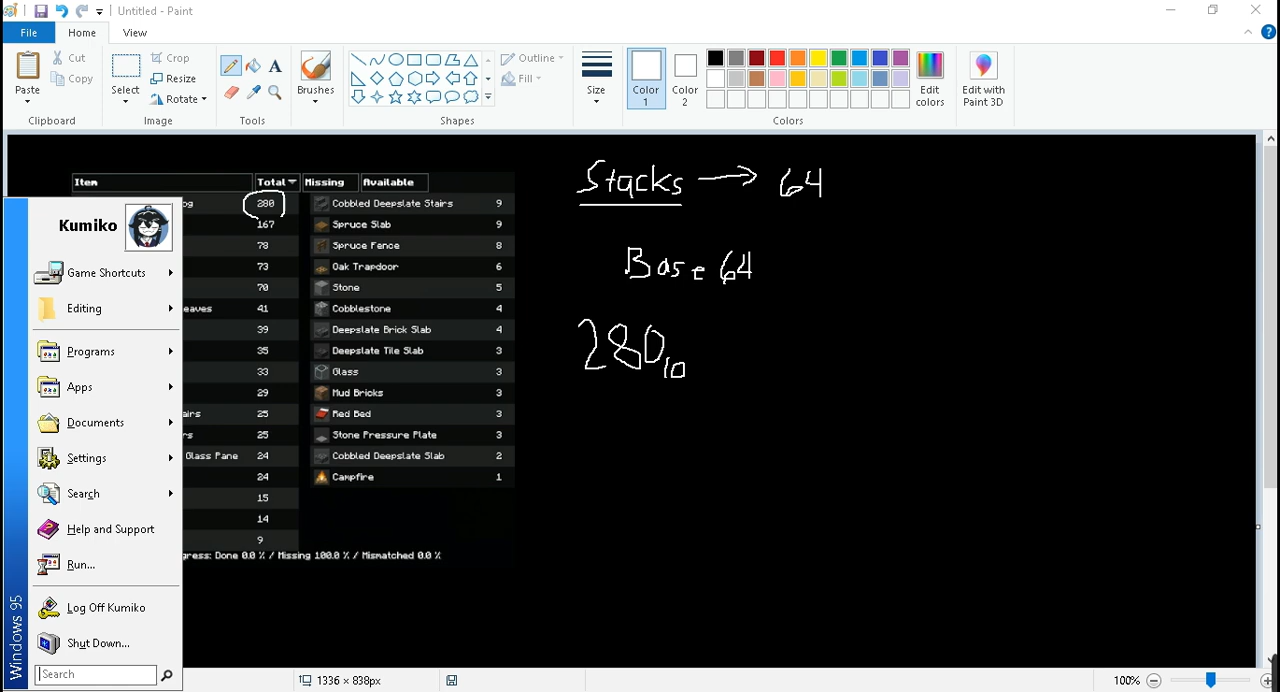 Untitled - Paint
File Home View
Cut
Copy
Paste
Clipboard
Select
Crop
Resize
Rotate
Image
Tools
Brushes
Outline
Fill
Shapes
Size
Color 1
Color 2
Edit colors
Colors
Edit with Paint 3D
Item Total Missing Available
og 280 Cobbled Deepslate Stairs 9
167 Spruce Slab 9
78 Spruce Fence 8
73 Oak Trapdoor 6
70 Stone 5
eaves 41 Cobblestone 4
39 Deepslate Brick Slab 4
35 Deepslate Tile Slab 3
33 Glass 3
29 Mud Bricks 3
airs 25 Red Bed 3
rs 25 Stone Pressure Plate 3
Glass Pane 24 Cobbled Deepslate Slab 2
24 Campfire 1
15
14
9
gress: Done 0.0 % / Missing 100.0 % / Mismatched 0.0 %
Stacks → 64
Base 64
280₁₀
Kumiko
Game Shortcuts
Editing
Programs
Apps
Documents
Settings
Search
Help and Support
Run...
Log Off Kumiko
Shut Down...
Search
Windows 95
1336 × 838px
100%